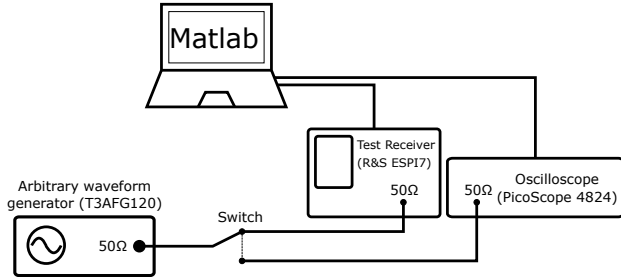 Matlab
Test Receiver
(R&S ESPI7)
50Ω
50Ω
Oscilloscope
(PicoScope 4824)
Arbitrary waveform
generator (T3AFG120)
50Ω
Switch